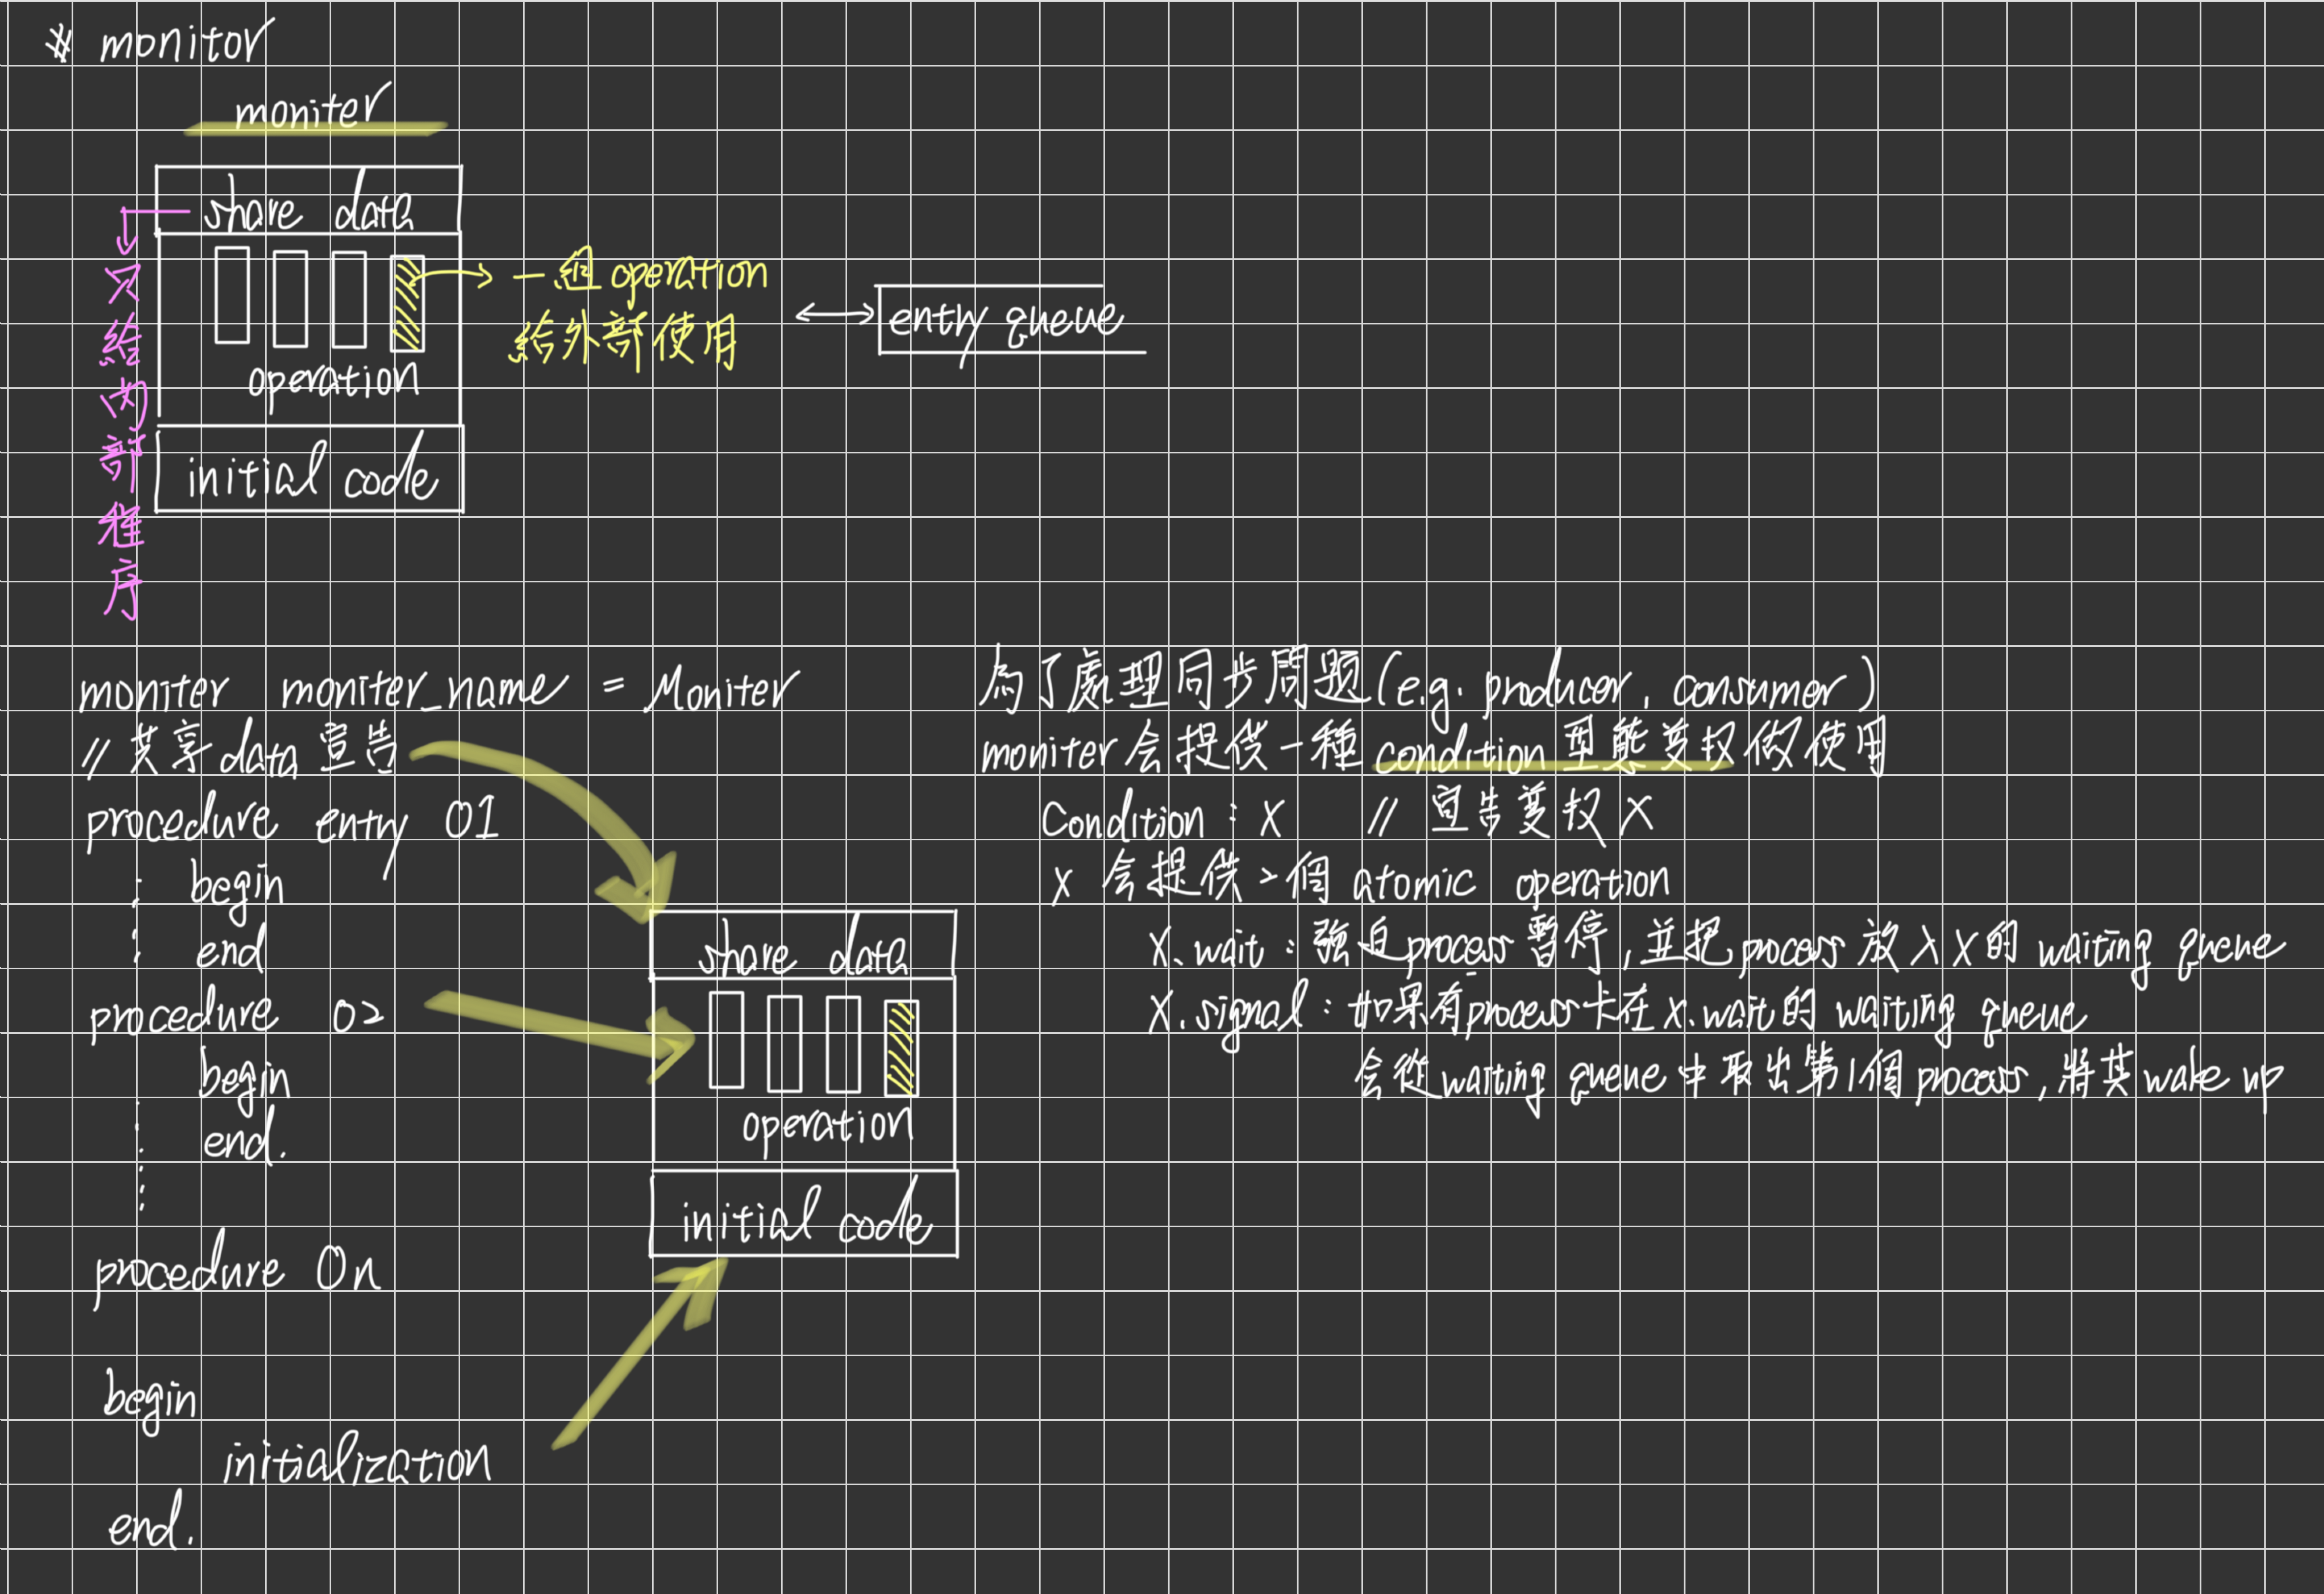 * monitor
moniter
share data
只給內部程序
一組 operation
給外部使用
entry queue
operation
initial code
moniter moniter_name = Moniter
// 共享 data 宣告
procedure entry O1
begin
end
procedure O2
begin
end.
procedure On
begin
initialization
end.
share data
operation
initial code
為了處理同步問題(e.g. producer, consumer)
moniter 会提供一種 condition 型態变数做使用
Condition : X // 宣告变数 X
X 会提供 2 個 atomic operation
X.wait : 強迫 process 暫停, 並把 process 放入 X 的 waiting queue
X.signal : 如果有 process 卡在 X.wait 的 waiting queue
会從 waiting queue 中取出第1個 process, 將其 wake up